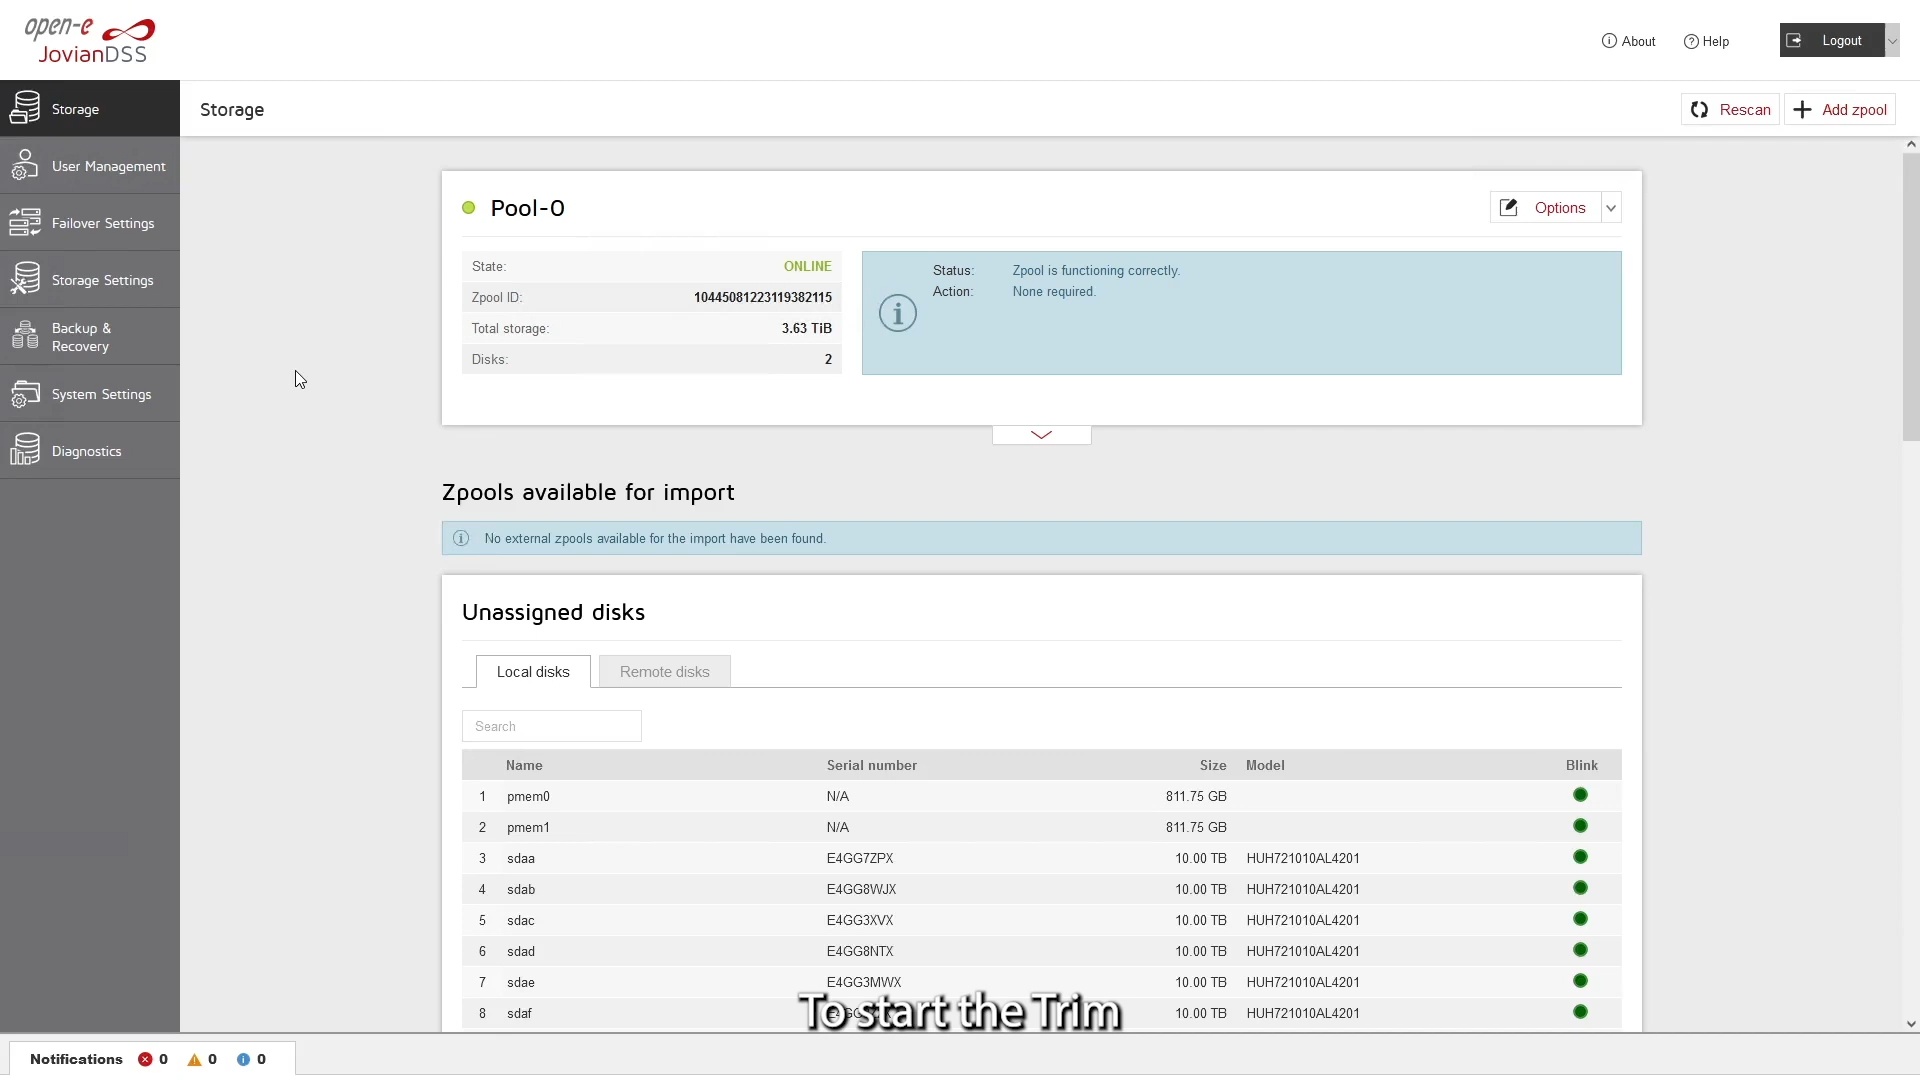 open-e
JovianDSS
About
Help
Logout
Storage
User Management
Failover Settings
Storage Settings
Backup &
Recovery
System Settings
Diagnostics
Storage
Rescan
Add zpool
Pool-0
Options
State: ONLINE
Zpool ID: 10445081223119382115
Total storage: 3.63 TiB
Disks: 2
Status: Zpool is functioning correctly.
Action: None required.
Zpools available for import
No external zpools available for the import have been found.
Unassigned disks
Local disks
Remote disks
Search
Name Serial number Size Model Blink
1 pmem0 N/A 811.75 GB
2 pmem1 N/A 811.75 GB
3 sdaa E4GG7ZPX 10.00 TB HUH721010AL4201
4 sdab E4GG8WJX 10.00 TB HUH721010AL4201
5 sdac E4GG3XVX 10.00 TB HUH721010AL4201
6 sdad E4GG8NTX 10.00 TB HUH721010AL4201
7 sdae E4GG3MWX 10.00 TB HUH721010AL4201
8 sdaf 10.00 TB HUH721010AL4201
To start the Trim
Notifications 0 0 0